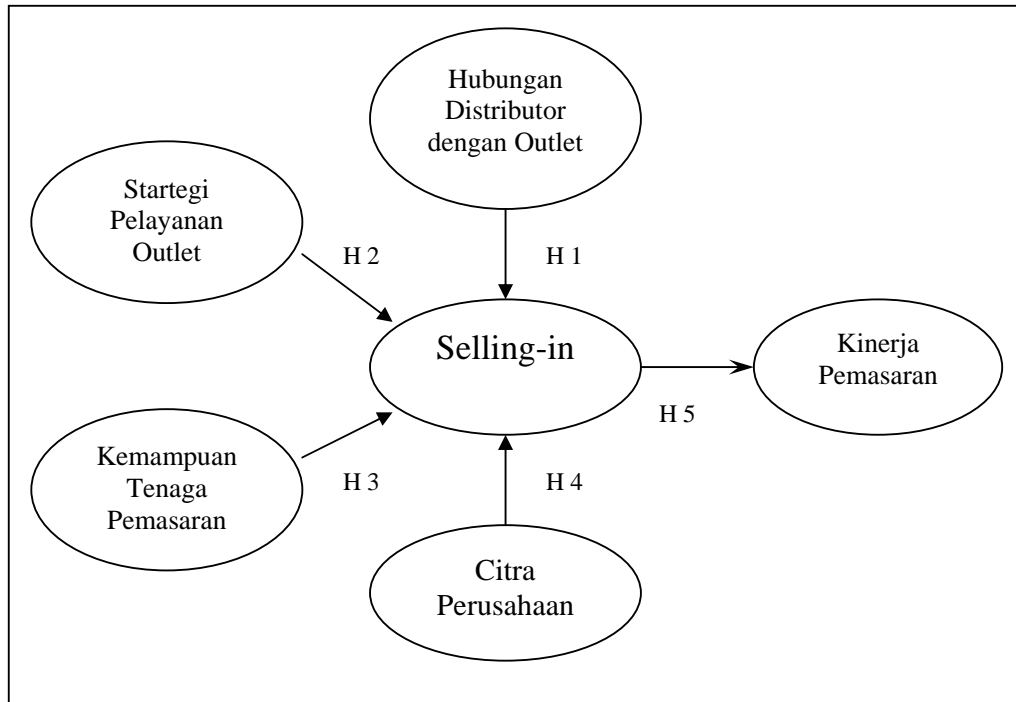 Hubungan
Distributor
dengan Outlet
Startegi
Pelayanan
Outlet
H 2
H 1
Selling-in
Kinerja
Pemasaran
H 5
Kemampuan
Tenaga
Pemasaran
H 3
H 4
Citra
Perusahaan